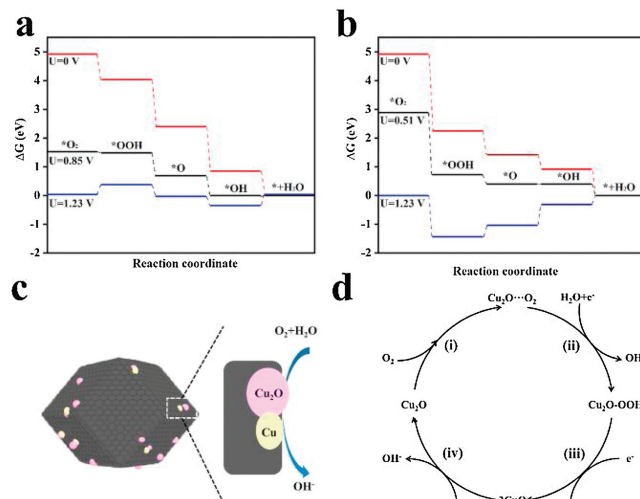 a
5
4
3
2
1
0
-1
-2
ΔG (eV)
U=0 V
*O₂
*OOH
U=0.85 V
*O
*OH
*+H₂O
U=1.23 V
Reaction coordinate
b
5
4
3
2
1
0
-1
-2
ΔG (eV)
U=0 V
*O₂
U=0.51 V
*OOH
*O
*OH
*+H₂O
U=1.23 V
Reaction coordinate
c
O₂+H₂O
Cu₂O
Cu
OH⁻
d
Cu₂O···O₂
H₂O+e⁻
(i)
(ii)
O₂
OH
Cu₂O
Cu₂O-OOH
(iv)
(iii)
OH⁻
e⁻